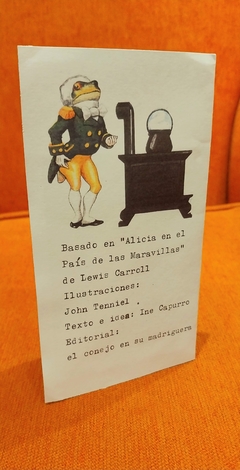 Basado en "Alicia en el
País de las Maravillas"
de Lewis Carroll
Ilustraciones:
John Tenniel .
Texto e idea: Ine Capurro
Editorial:
el conejo en su madriguera